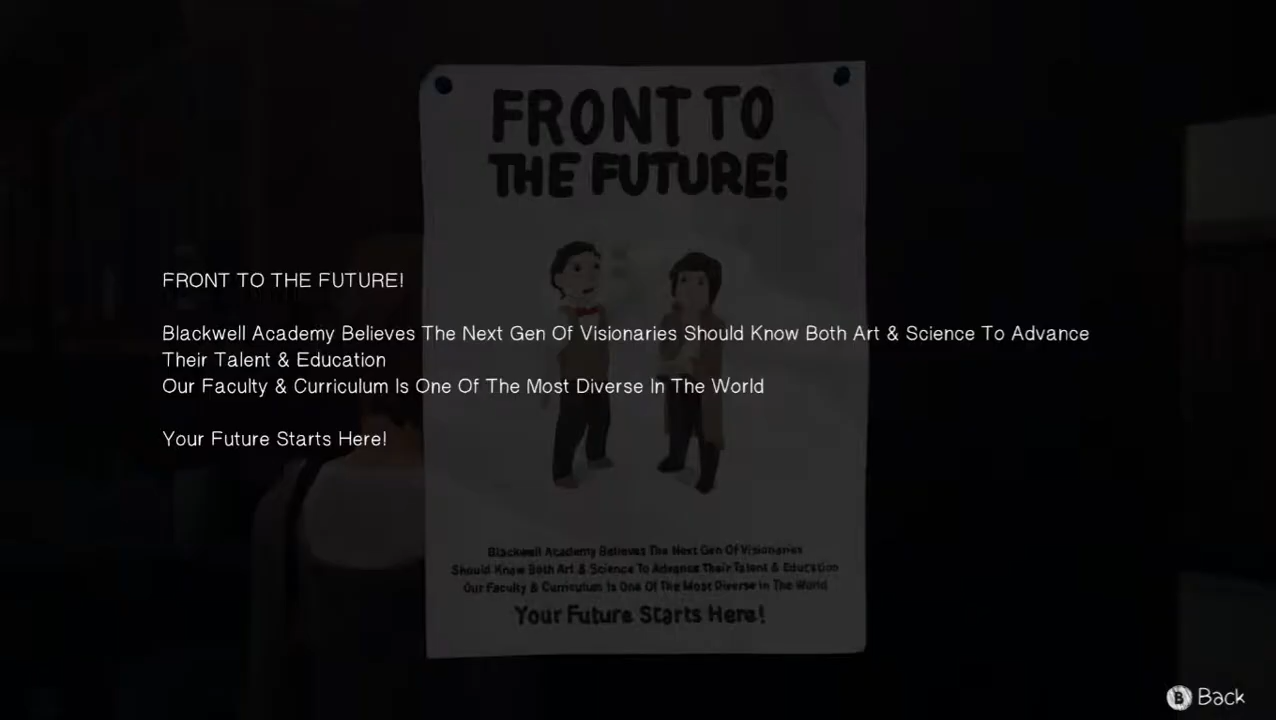 FRONT TO
THE FUTURE!
FRONT TO THE FUTURE!
Blackwell Academy Believes The Next Gen Of Visionaries Should Know Both Art & Science To Advance
Their Talent & Education
Our Faculty & Curriculum Is One Of The Most Diverse In The World
Your Future Starts Here!
Blackwell Academy Believes The Next Gen Of Visionaries
Should Know Both Art & Science To Advance Their Talent & Education
Our Faculty & Curriculum Is One Of The Most Diverse In The World
Your Future Starts Here!
B Back